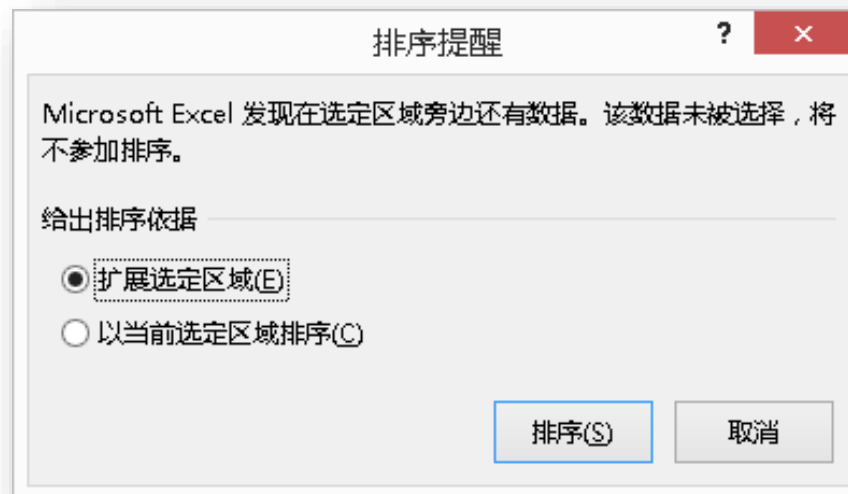 排序提醒
?
Microsoft Excel 发现在选定区域旁边还有数据。该数据未被选择，将
不参加排序。
给出排序依据
扩展选定区域(E)
以当前选定区域排序(C)
排序(S) 取消